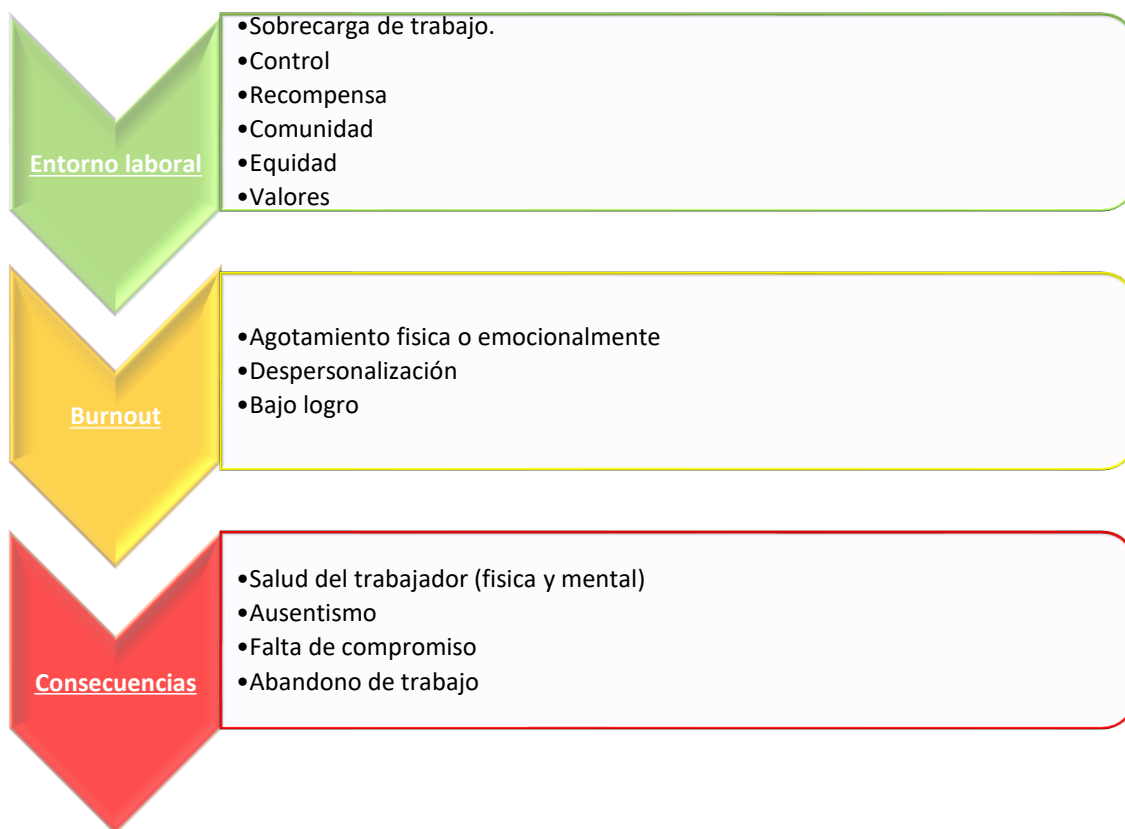 Entorno laboral
•Sobrecarga de trabajo.
•Control
•Recompensa
•Comunidad
•Equidad
•Valores
Burnout
•Agotamiento fisica o emocionalmente
•Despersonalización
•Bajo logro
Consecuencias
•Salud del trabajador (fisica y mental)
•Ausentismo
•Falta de compromiso
•Abandono de trabajo